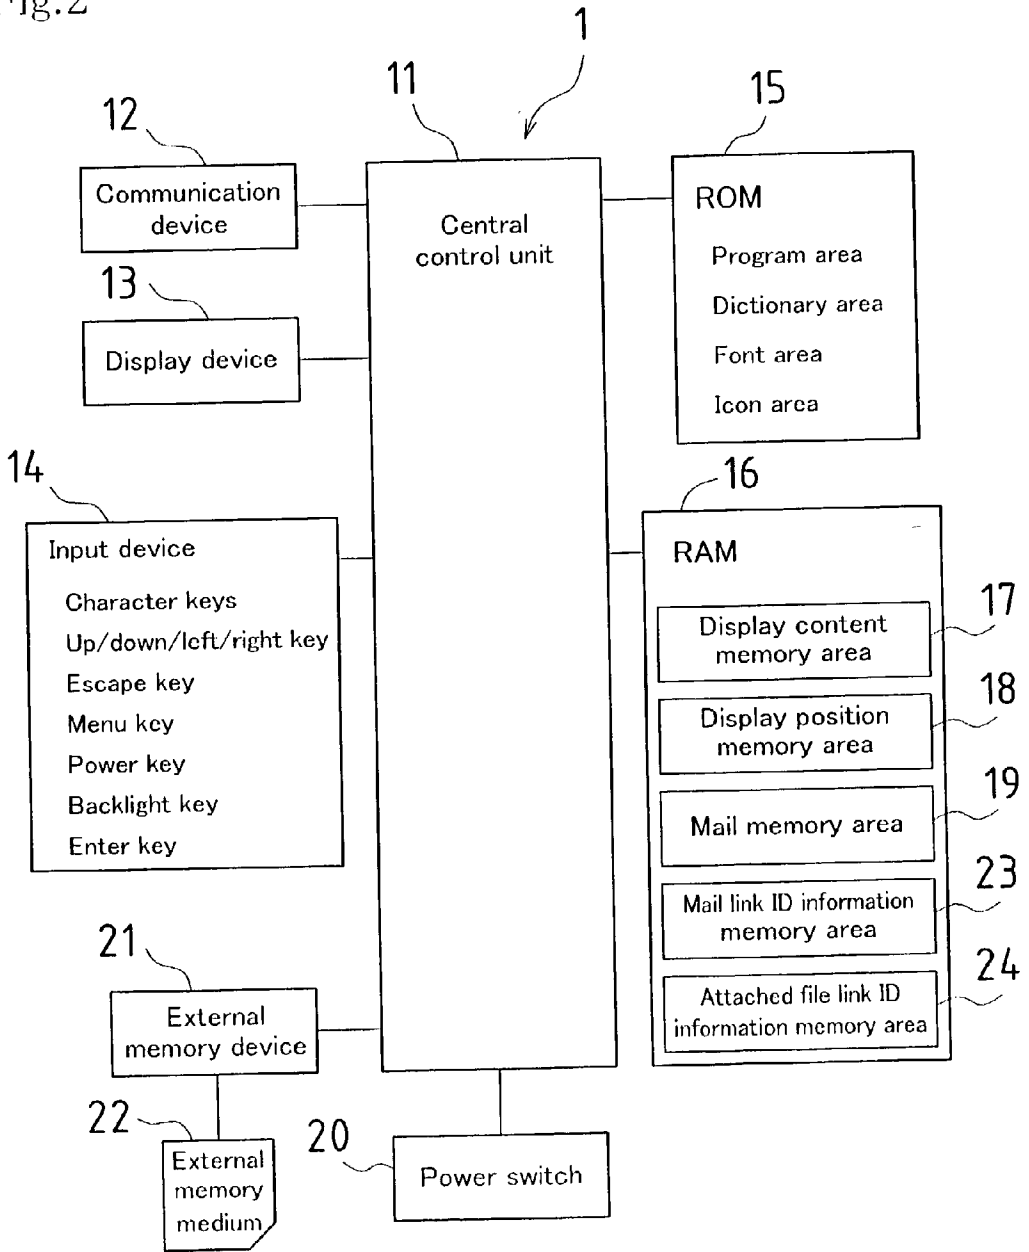 Fig.2
1
11
12
15
Communication
device
Central
control unit
ROM
Program area
Dictionary area
Font area
Icon area
13
Display device
14
Input device
Character keys
Up/down/left/right key
Escape key
Menu key
Power key
Backlight key
Enter key
16
RAM
17
Display content
memory area
18
Display position
memory area
19
Mail memory area
23
Mail link ID information
memory area
24
Attached file link ID
information memory area
21
External
memory device
22
External
memory
medium
20
Power switch